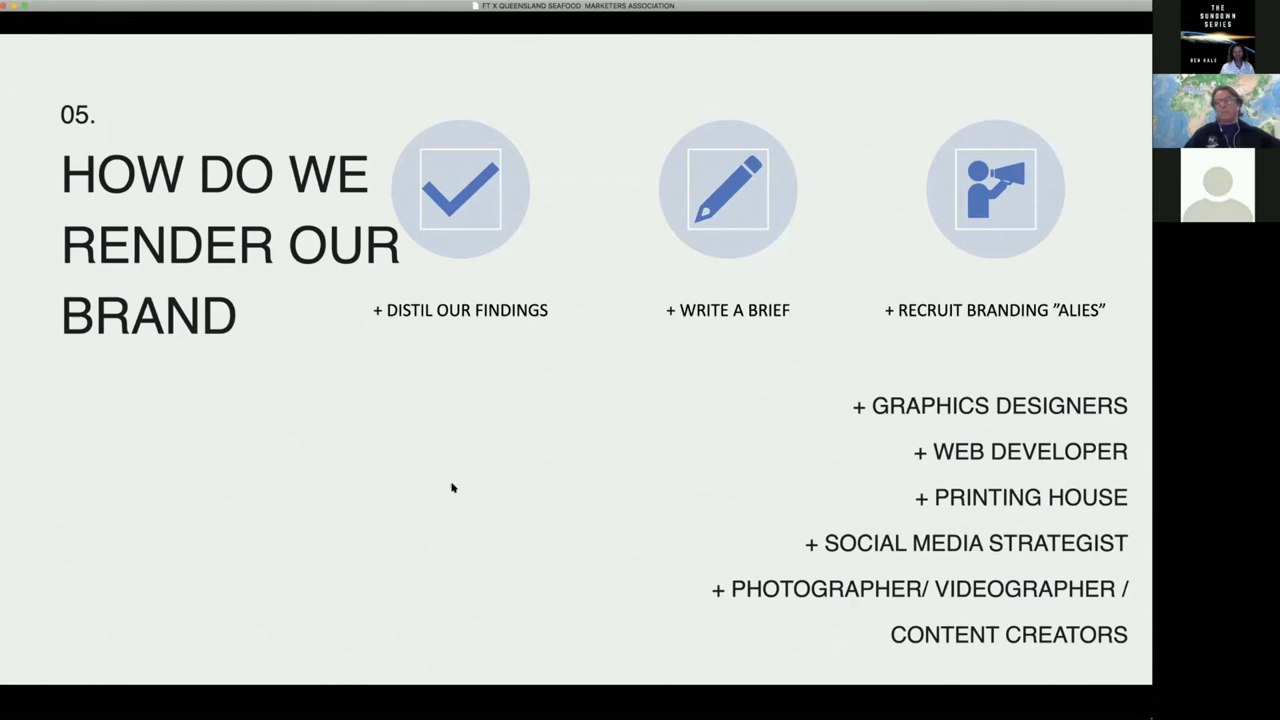 FT X QUEENSLAND SEAFOOD MARKETERS ASSOCIATION
05.
HOW DO WE
RENDER OUR
BRAND
+ DISTIL OUR FINDINGS
+ WRITE A BRIEF
+ RECRUIT BRANDING ”ALIES”
+ GRAPHICS DESIGNERS
+ WEB DEVELOPER
+ PRINTING HOUSE
+ SOCIAL MEDIA STRATEGIST
+ PHOTOGRAPHER/ VIDEOGRAPHER /
CONTENT CREATORS
THE
SUNDOWN
SERIES
BEN HALE